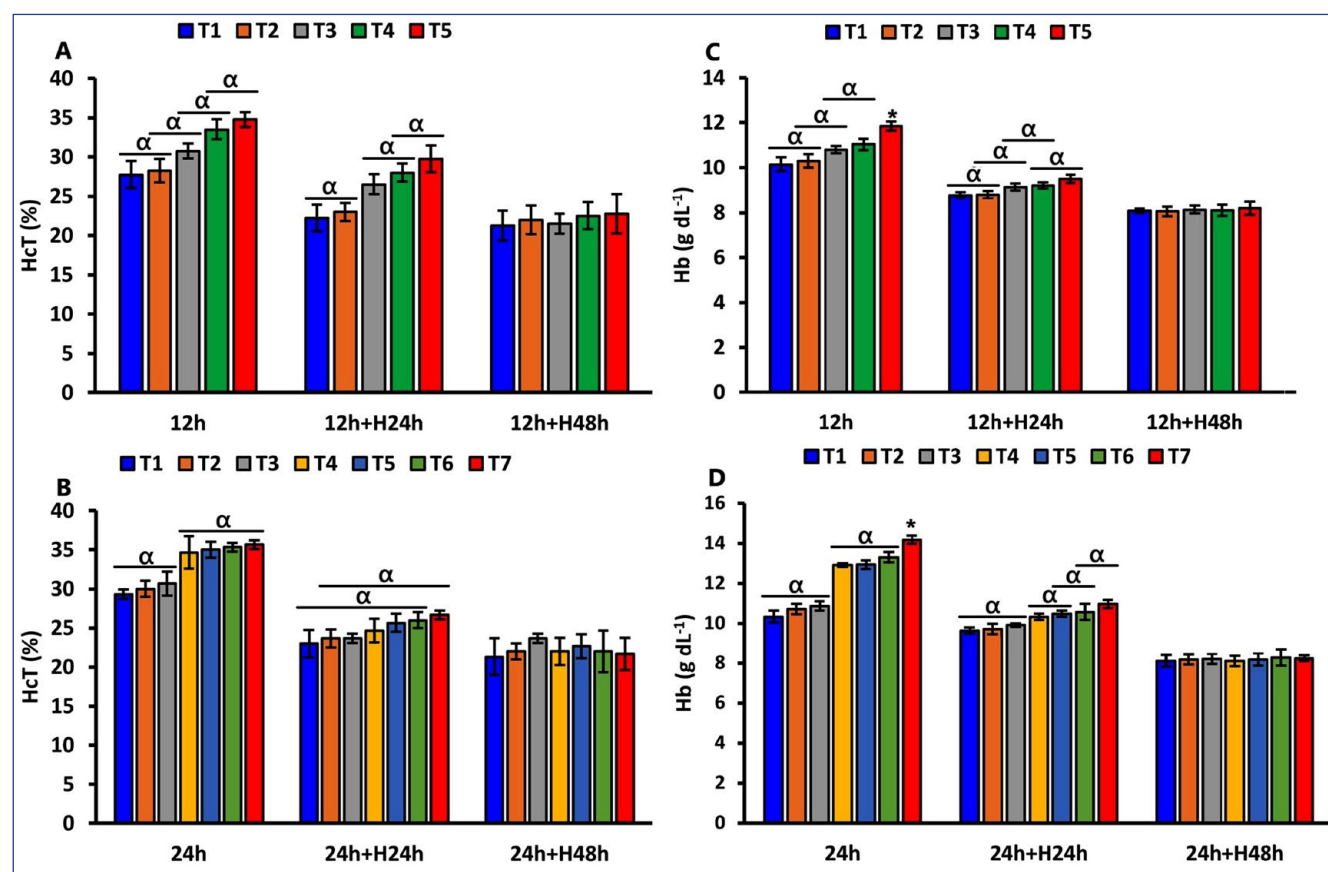 T1 T2 T3 T4 T5
A
HcT (%)
40
35
30
25
20
15
10
5
0
α α α α
α α α
12h 12h+H24h 12h+H48h
T1 T2 T3 T4 T5
C
Hb (g dL-1)
14
12
10
8
6
4
2
0
α α α *
α α α α
12h 12h+H24h 12h+H48h
T1 T2 T3 T4 T5 T6 T7
B
HcT (%)
40
35
30
25
20
15
10
5
0
α α
α α
24h 24h+H24h 24h+H48h
T1 T2 T3 T4 T5 T6 T7
D
Hb (g dL-1)
16
14
12
10
8
6
4
2
0
α α *
α α α α
24h 24h+H24h 24h+H48h